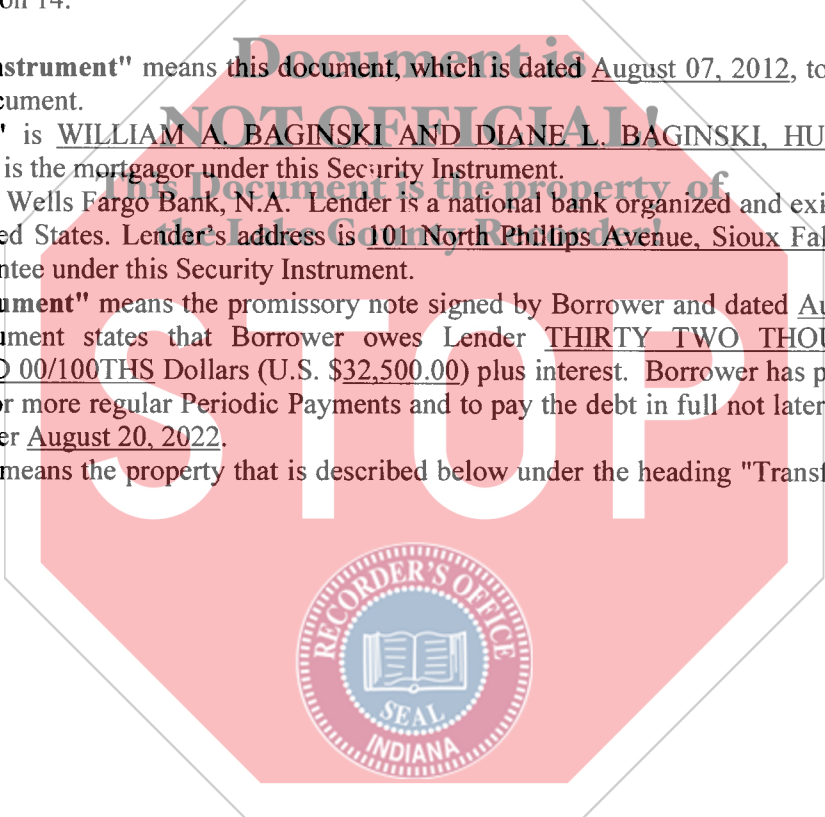 on 14.
Document is
nstrument" means this document, which is dated August 07, 2012, to
cument.
NOT OFFICIAL!
" is WILLIAM A. BAGINSKI AND DIANE L. BAGINSKI, HU
is the mortgagor under this Security Instrument.
This Document is the property of
Wells Fargo Bank, N.A. Lender is a national bank organized and exi
the Lake County Recorder!
ed States. Lender's address is 101 North Phillips Avenue, Sioux Fal
ntee under this Security Instrument.
ument" means the promissory note signed by Borrower and dated Au
ument states that Borrower owes Lender THIRTY TWO THOU
D 00/100THS Dollars (U.S. $32,500.00) plus interest. Borrower has p
or more regular Periodic Payments and to pay the debt in full not later
er August 20, 2022.
means the property that is described below under the heading "Transf
STOP
RECORDER'S OFFICE
SEAL
INDIANA